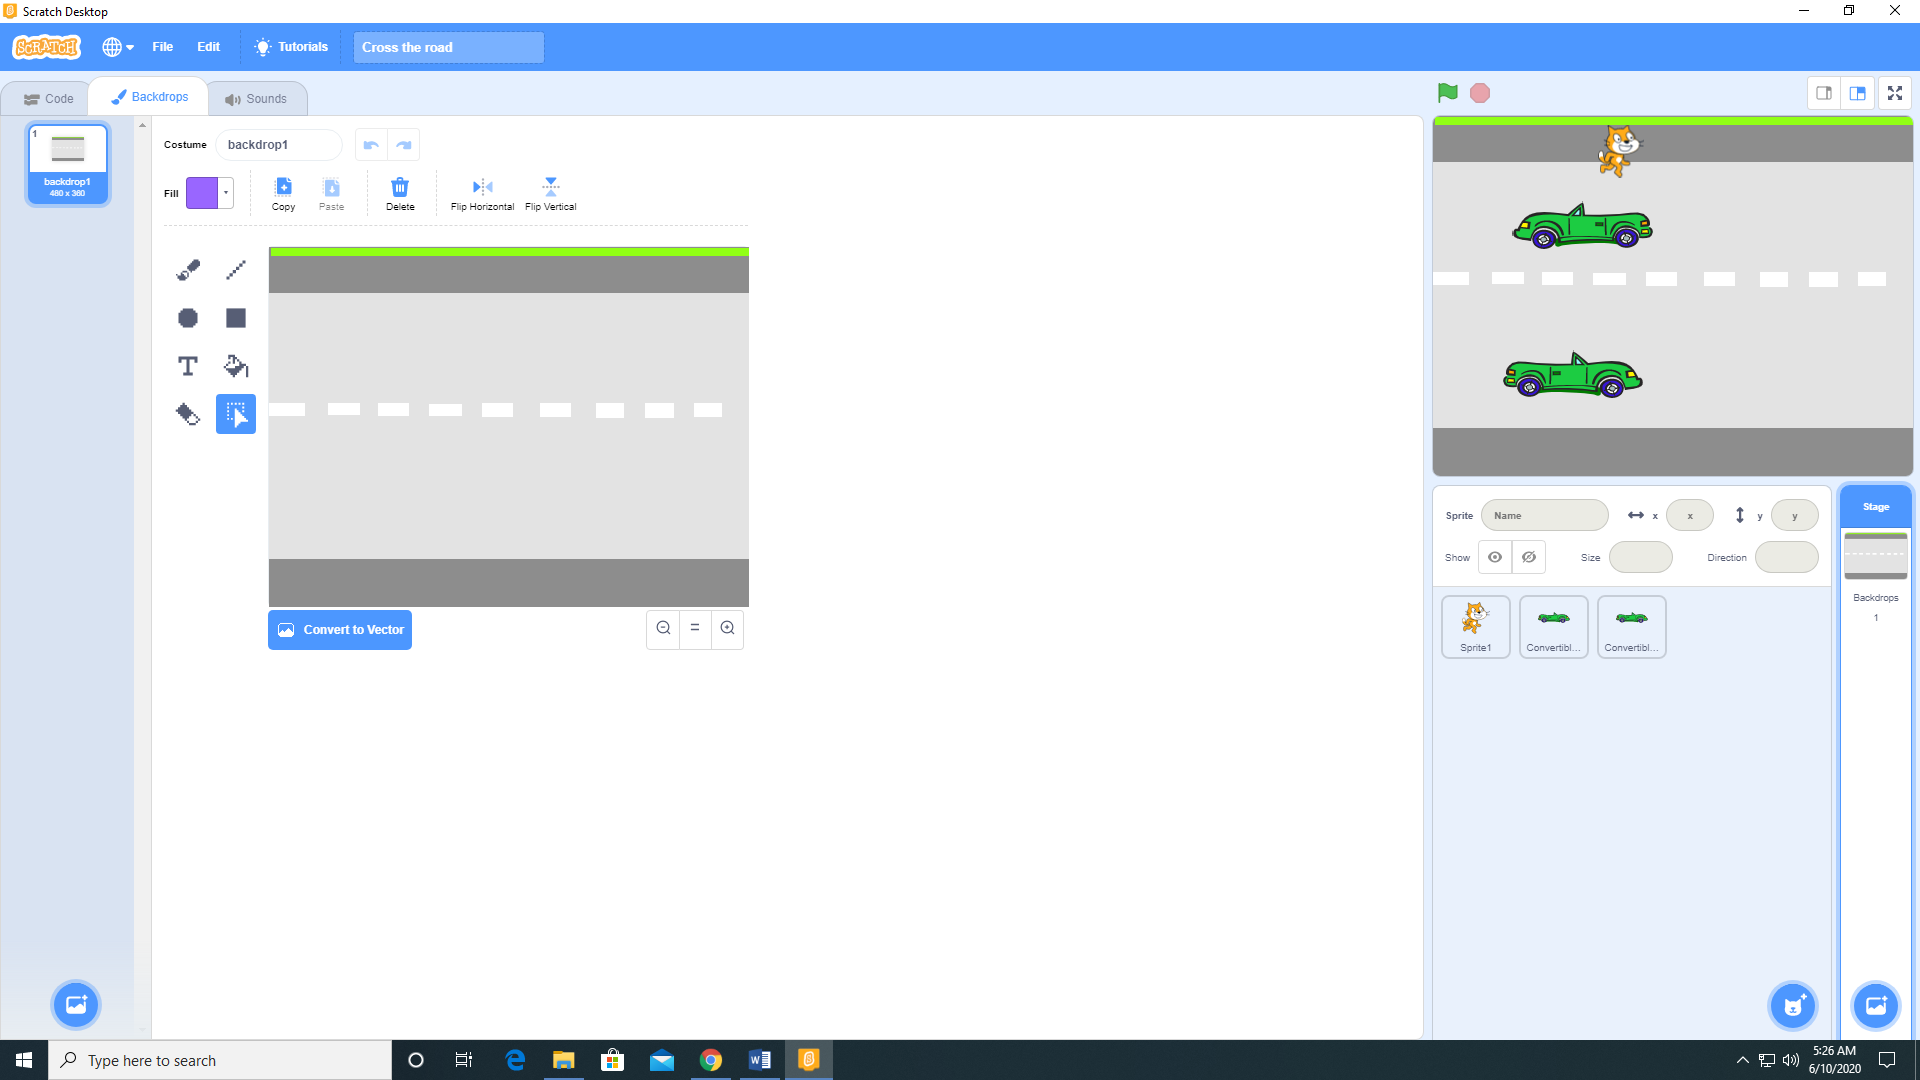 Scratch Desktop
SCRATCH File Edit Tutorials Cross the road
Code Backdrops Sounds
1
backdrop1
480 x 360
Costume backdrop1
Fill Copy Paste Delete Flip Horizontal Flip Vertical
T
Convert to Vector
Sprite Name x x y y
Show Size Direction
Sprite1 Convertibl... Convertibl...
Stage
Backdrops
1
Type here to search
5:26 AM
6/10/2020